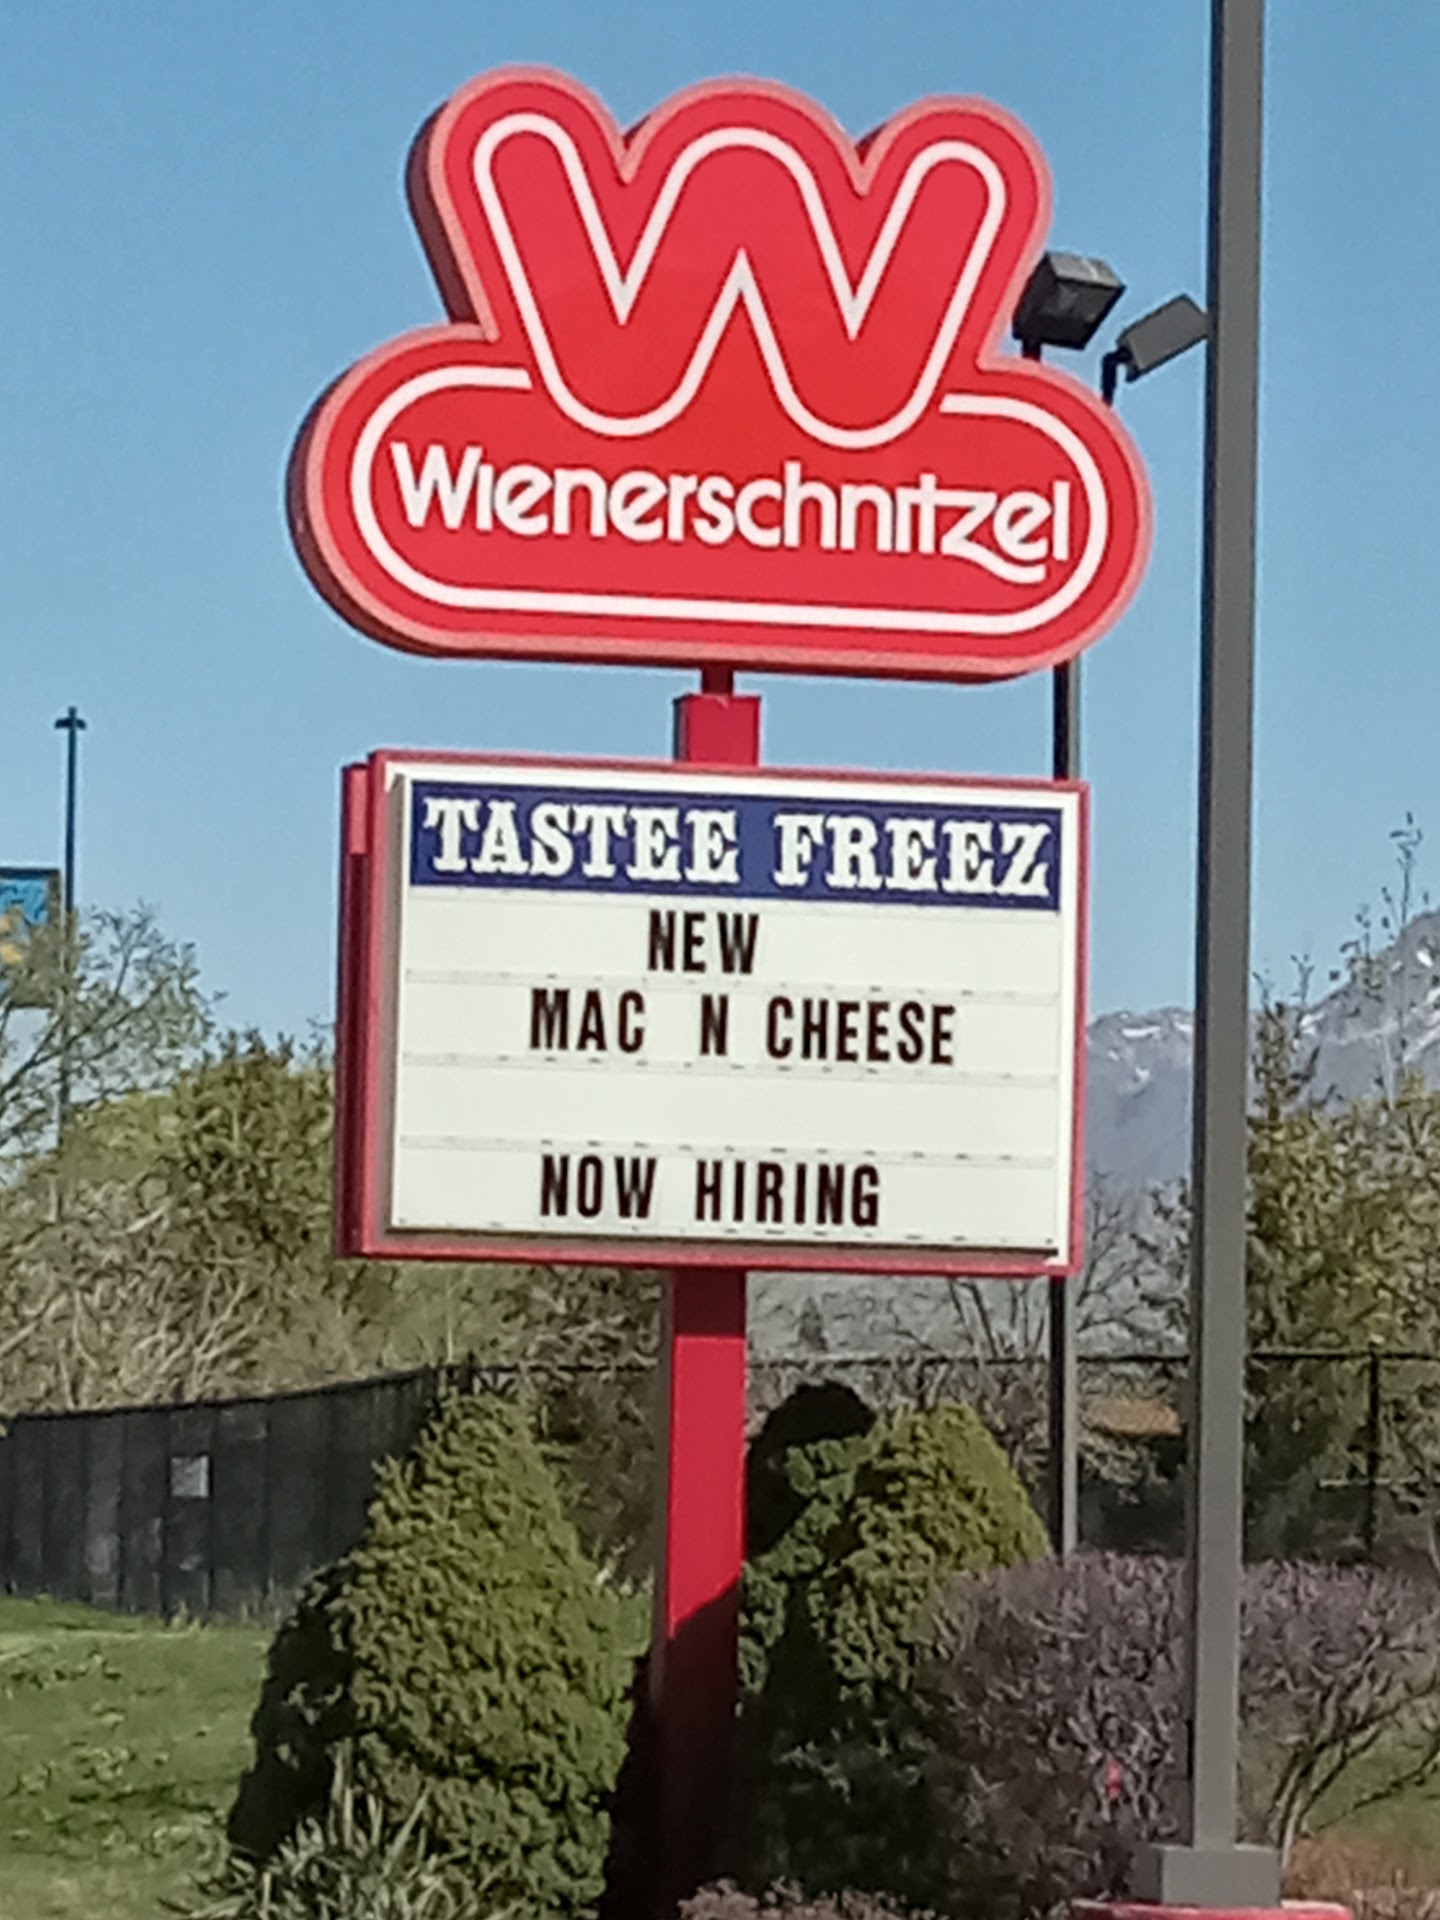 W
Wienerschnitzel
TASTEE FREEZ
NEW
MAC N CHEESE
NOW HIRING